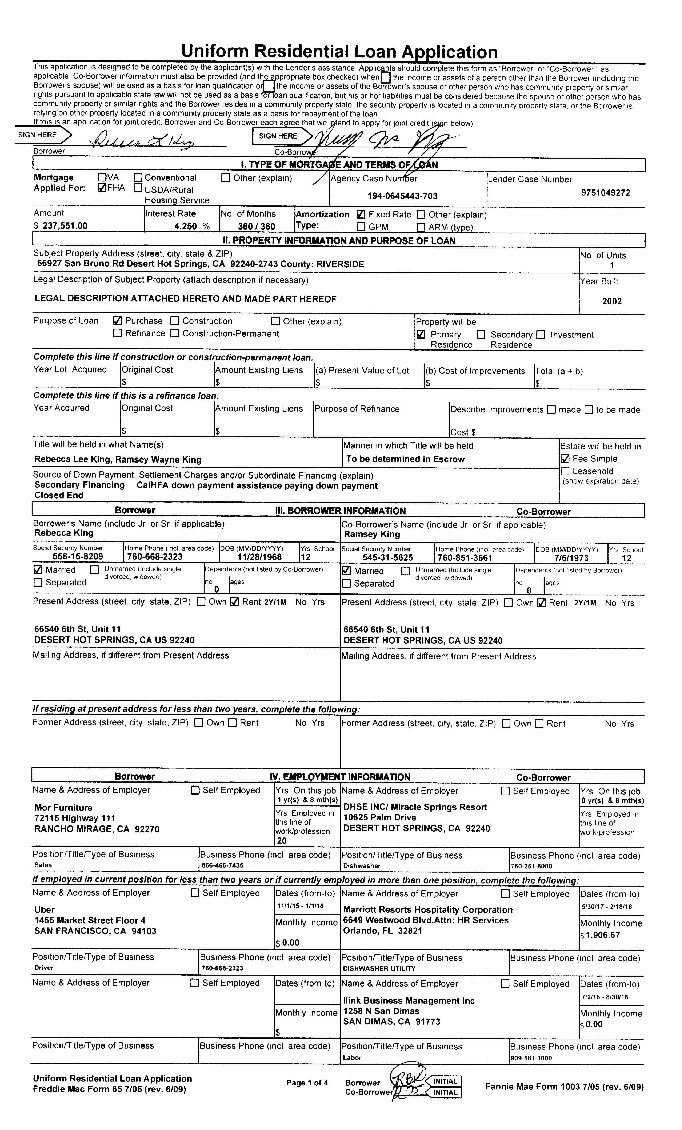 Uniform Residential Loan Application
This application is designed to be completed by the applicant(s) with the Lender's assistance. Applicants should complete this form as "Borrower" or "Co-Borrower," as
applicable. Co-Borrower information must also be provided (and the appropriate box checked) when ☐ the income or assets of a person other than the Borrower (including the
Borrower's spouse) will be used as a basis for loan qualification or ☐ the income or assets of the Borrower's spouse or other person who has community property or similar
rights pursuant to applicable state law will not be used as a basis for loan qualification, but his or her liabilities must be considered because the spouse or other person who has
community property or similar rights and the Borrower resides in a community property state, the security property is located in a community property state, or the Borrower is
relying on other property located in a community property state as a basis for repayment of the loan.
If this is an application for joint credit, Borrower and Co-Borrower each agree that we intend to apply for joint credit (sign below)
SIGN HERE SIGN HERE
Borrower Co-Borrower
I. TYPE OF MORTGAGE AND TERMS OF LOAN
Mortgage Applied For: ☐ VA ☐ Conventional ☐ Other (explain) Agency Case Number Lender Case Number
☑ FHA ☐ USDA/Rural Housing Service 194-0645443-703 9751049272
Amount Interest Rate No. of Months Amortization Type: ☑ Fixed Rate ☐ Other (explain)
$ 237,551.00 4.250 % 360 / 360 ☐ GPM ☐ ARM (type)
II. PROPERTY INFORMATION AND PURPOSE OF LOAN
Subject Property Address (street, city, state & ZIP) No. of Units
66927 San Bruno Rd Desert Hot Springs, CA 92240-2743 County: RIVERSIDE 1
Legal Description of Subject Property (attach description if necessary) Year Built
LEGAL DESCRIPTION ATTACHED HERETO AND MADE PART HEREOF 2002
Purpose of Loan ☑ Purchase ☐ Construction ☐ Other (explain) Property will be
☐ Refinance ☐ Construction-Permanent ☑ Primary Residence ☐ Secondary Residence ☐ Investment
Complete this line if construction or construction-permanent loan.
Year Lot Acquired Original Cost Amount Existing Liens (a) Present Value of Lot (b) Cost of Improvements Total (a + b)
$ $ $ $ $
Complete this line if this is a refinance loan.
Year Acquired Original Cost Amount Existing Liens Purpose of Refinance Describe Improvements ☐ made ☐ to be made
$ $ Cost $
Title will be held in what Name(s) Manner in which Title will be held Estate will be held in
Rebecca Lee King, Ramsey Wayne King To be determined in Escrow ☑ Fee Simple
Source of Down Payment, Settlement Charges and/or Subordinate Financing (explain) ☐ Leasehold
Secondary Financing CalHFA down payment assistance paying down payment (show expiration date)
Closed End
Borrower III. BORROWER INFORMATION Co-Borrower
Borrower's Name (include Jr. or Sr. if applicable) Co-Borrower's Name (include Jr. or Sr. if applicable)
Rebecca King Ramsey King
Social Security Number Home Phone (incl. area code) DOB (MM/DD/YYYY) Yrs. School Social Security Number Home Phone (incl. area code) DOB (MM/DD/YYYY) Yrs. School
760-668-2323 11/28/1968 12 760-851-3661 12
☑ Married ☐ Unmarried (include single, divorced, widowed) Dependents (not listed by Co-Borrower) ☑ Married ☐ Unmarried (include single, divorced, widowed) Dependents (not listed by Borrower)
☐ Separated no. 0 ages ☐ Separated no. 0 ages
Present Address (street, city, state, ZIP) ☐ Own ☑ Rent 2Y/1M No. Yrs Present Address (street, city, state, ZIP) ☐ Own ☑ Rent 2Y/1M No. Yrs
66540 6th St, Unit 11 66540 6th St, Unit 11
DESERT HOT SPRINGS, CA US 92240 DESERT HOT SPRINGS, CA US 92240
Mailing Address, if different from Present Address Mailing Address, if different from Present Address
If residing at present address for less than two years, complete the following:
Former Address (street, city, state, ZIP) ☐ Own ☐ Rent No. Yrs Former Address (street, city, state, ZIP) ☐ Own ☐ Rent No. Yrs
Borrower IV. EMPLOYMENT INFORMATION Co-Borrower
Name & Address of Employer ☐ Self Employed Yrs. On this job Name & Address of Employer ☐ Self Employed Yrs. On this job
1 yr(s) & 8 mth(s) 0 yr(s) & 8 mth(s)
Mor Furniture DHSE INC/ Miracle Springs Resort
72115 Highway 111 10625 Palm Drive
RANCHO MIRAGE, CA 92270 DESERT HOT SPRINGS, CA 92240
Yrs. Employed in this line of work/profession Yrs. Employed in this line of work/profession
20
Position/Title/Type of Business Business Phone (incl. area code) Position/Title/Type of Business Business Phone (incl. area code)
Sales 866-466-7435 Dishwasher 760-251-6000
If employed in current position for less than two years or if currently employed in more than one position, complete the following:
Name & Address of Employer ☐ Self Employed Dates (from-to) Name & Address of Employer ☐ Self Employed Dates (from-to)
11/1/15 - 1/1/18 5/30/17 - 2/18/18
Uber Marriott Resorts Hospitality Corporation
1455 Market Street Floor 4 6649 Westwood Blvd,Attn: HR Services
SAN FRANCISCO, CA 94103 Orlando, FL 32821
Monthly Income Monthly Income
$ 0.00 $ 1,906.67
Position/Title/Type of Business Business Phone (incl. area code) Position/Title/Type of Business Business Phone (incl. area code)
Driver 760-668-2323 DISHWASHER UTILITY
Name & Address of Employer ☐ Self Employed Dates (from-to) Name & Address of Employer ☐ Self Employed Dates (from-to)
Ilink Business Management Inc
Monthly Income 1258 N San Dimas Monthly Income
$ SAN DIMAS, CA 91773 $ 0.00
Position/Title/Type of Business Business Phone (incl. area code) Position/Title/Type of Business Business Phone (incl. area code)
Labor 909-581-1000
Uniform Residential Loan Application
Freddie Mac Form 65 7/05 (rev. 6/09) Page 1 of 4 Borrower RBK INITIAL Fannie Mae Form 1003 7/05 (rev. 6/09)
Co-Borrower INITIAL